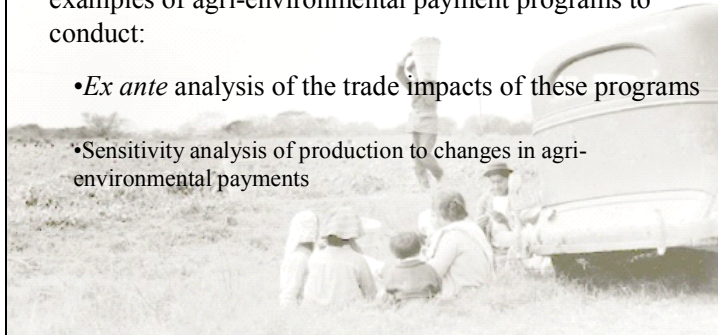 examples of agri-environmental payment programs to
conduct:
•Ex ante analysis of the trade impacts of these programs
•Sensitivity analysis of production to changes in agri-
environmental payments